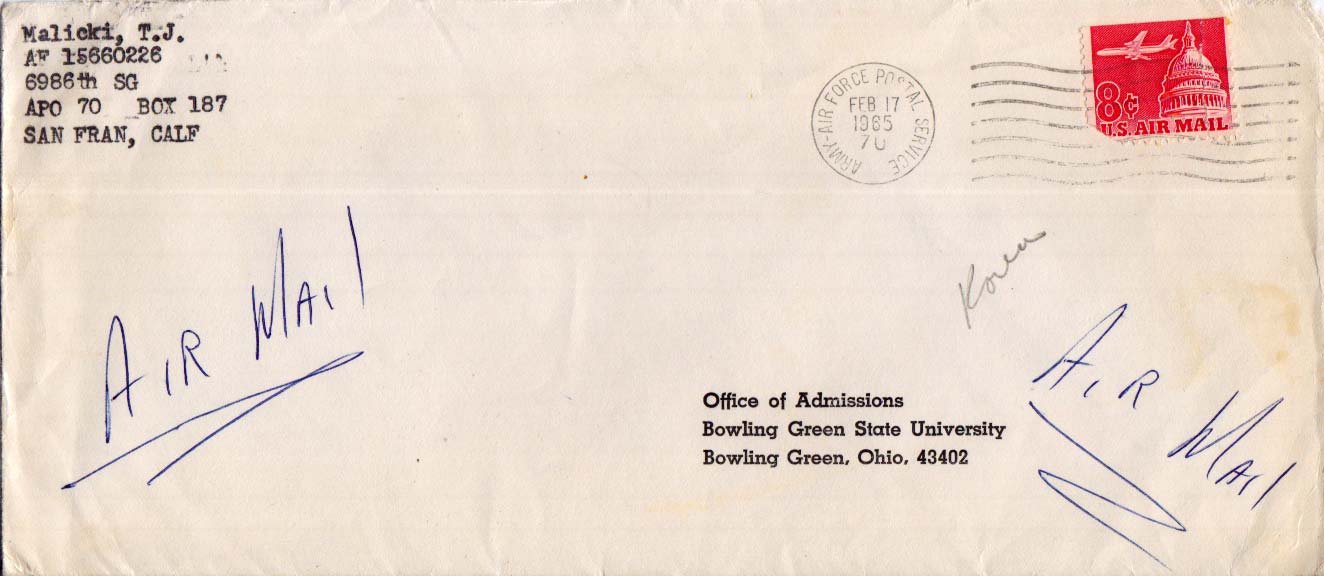 Malicki, T.J.
AF 15660226
6986th SG
APO 70 BOX 187
SAN FRAN, CALF
ARMY-AIR FORCE POSTAL SERVICE
FEB 17
1965
70
8¢
U.S. AIR MAIL
Korea
AIR MAIL
Office of Admissions
Bowling Green State University
Bowling Green, Ohio, 43402
AIR MAIL